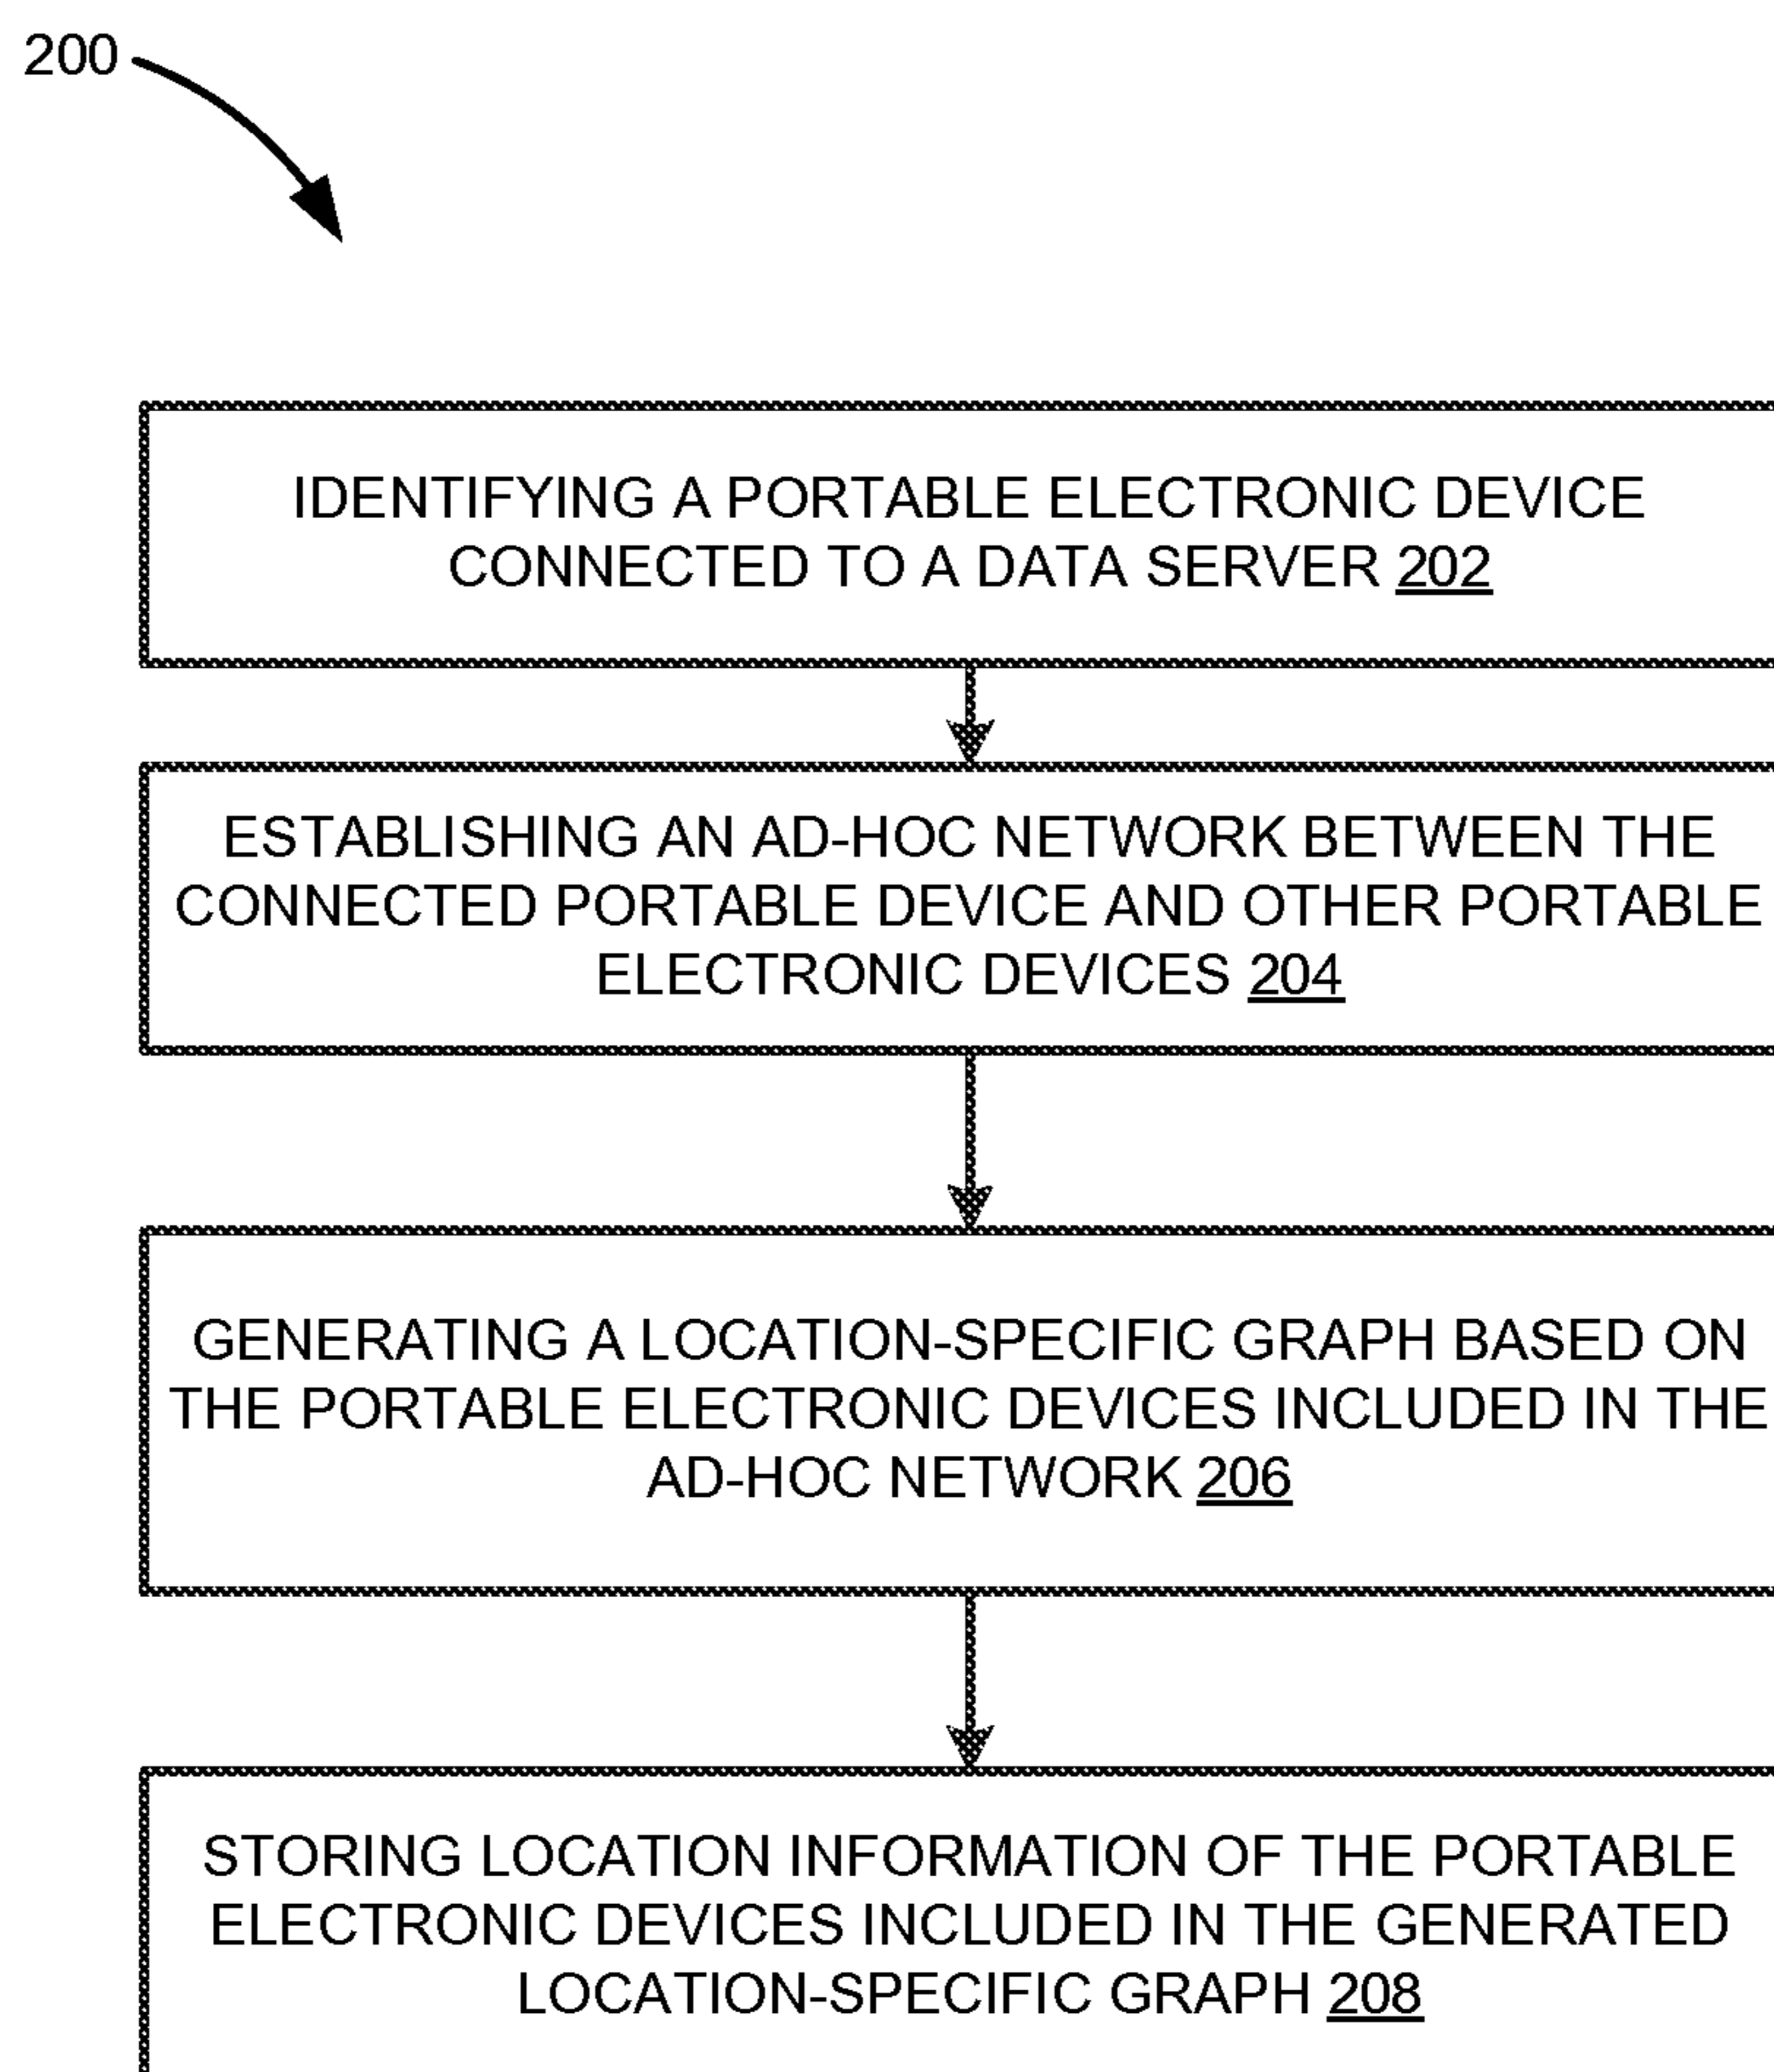 200
IDENTIFYING A PORTABLE ELECTRONIC DEVICE
CONNECTED TO A DATA SERVER 202
ESTABLISHING AN AD-HOC NETWORK BETWEEN THE
CONNECTED PORTABLE DEVICE AND OTHER PORTABLE
ELECTRONIC DEVICES 204
GENERATING A LOCATION-SPECIFIC GRAPH BASED ON
THE PORTABLE ELECTRONIC DEVICES INCLUDED IN THE
AD-HOC NETWORK 206
STORING LOCATION INFORMATION OF THE PORTABLE
ELECTRONIC DEVICES INCLUDED IN THE GENERATED
LOCATION-SPECIFIC GRAPH 208